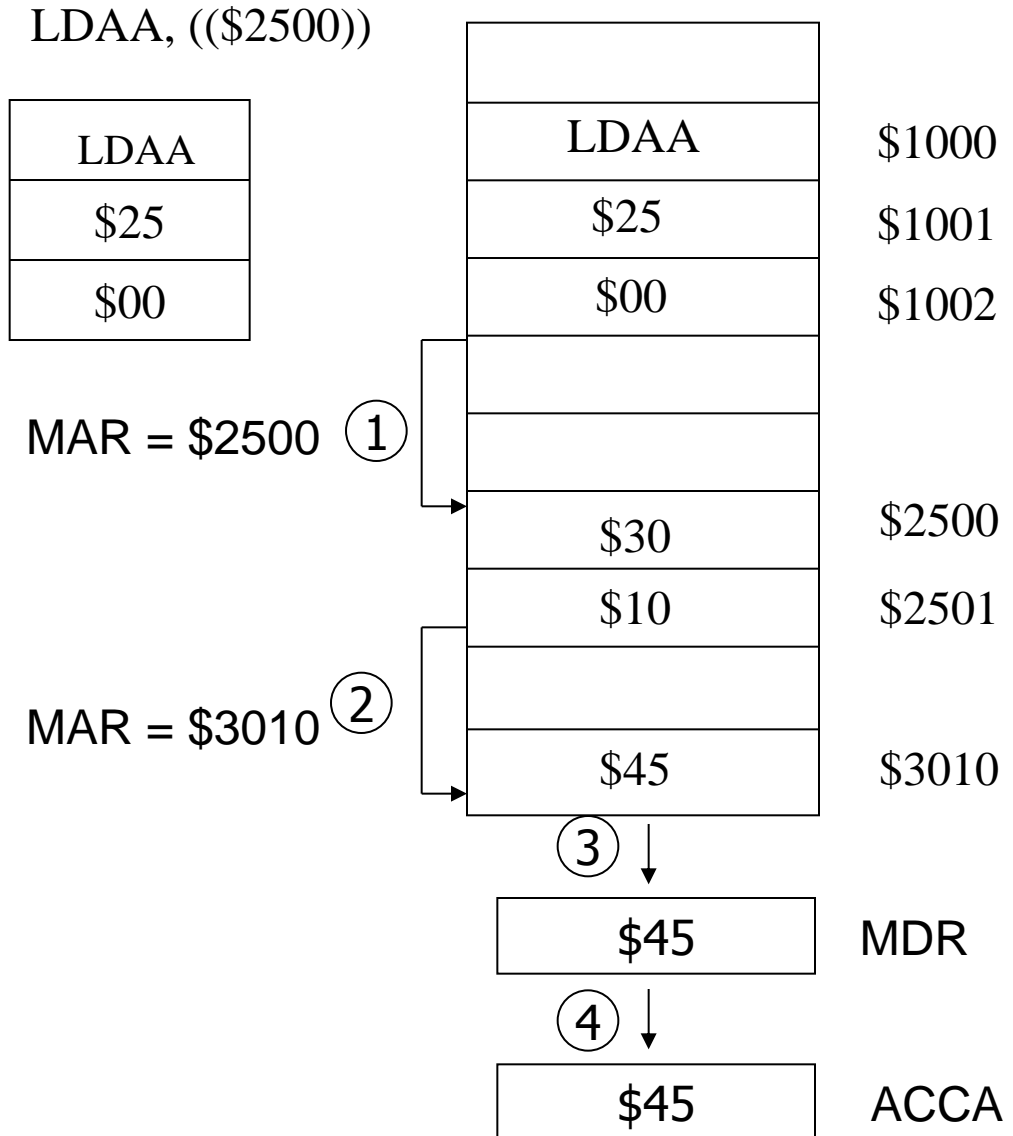 LDAA, (($2500))
LDAA
$25
$00
LDAA $1000
$25 $1001
$00 $1002
MAR = $2500 1
$30 $2500
$10 $2501
MAR = $3010 2
$45 $3010
3
$45 MDR
4
$45 ACCA